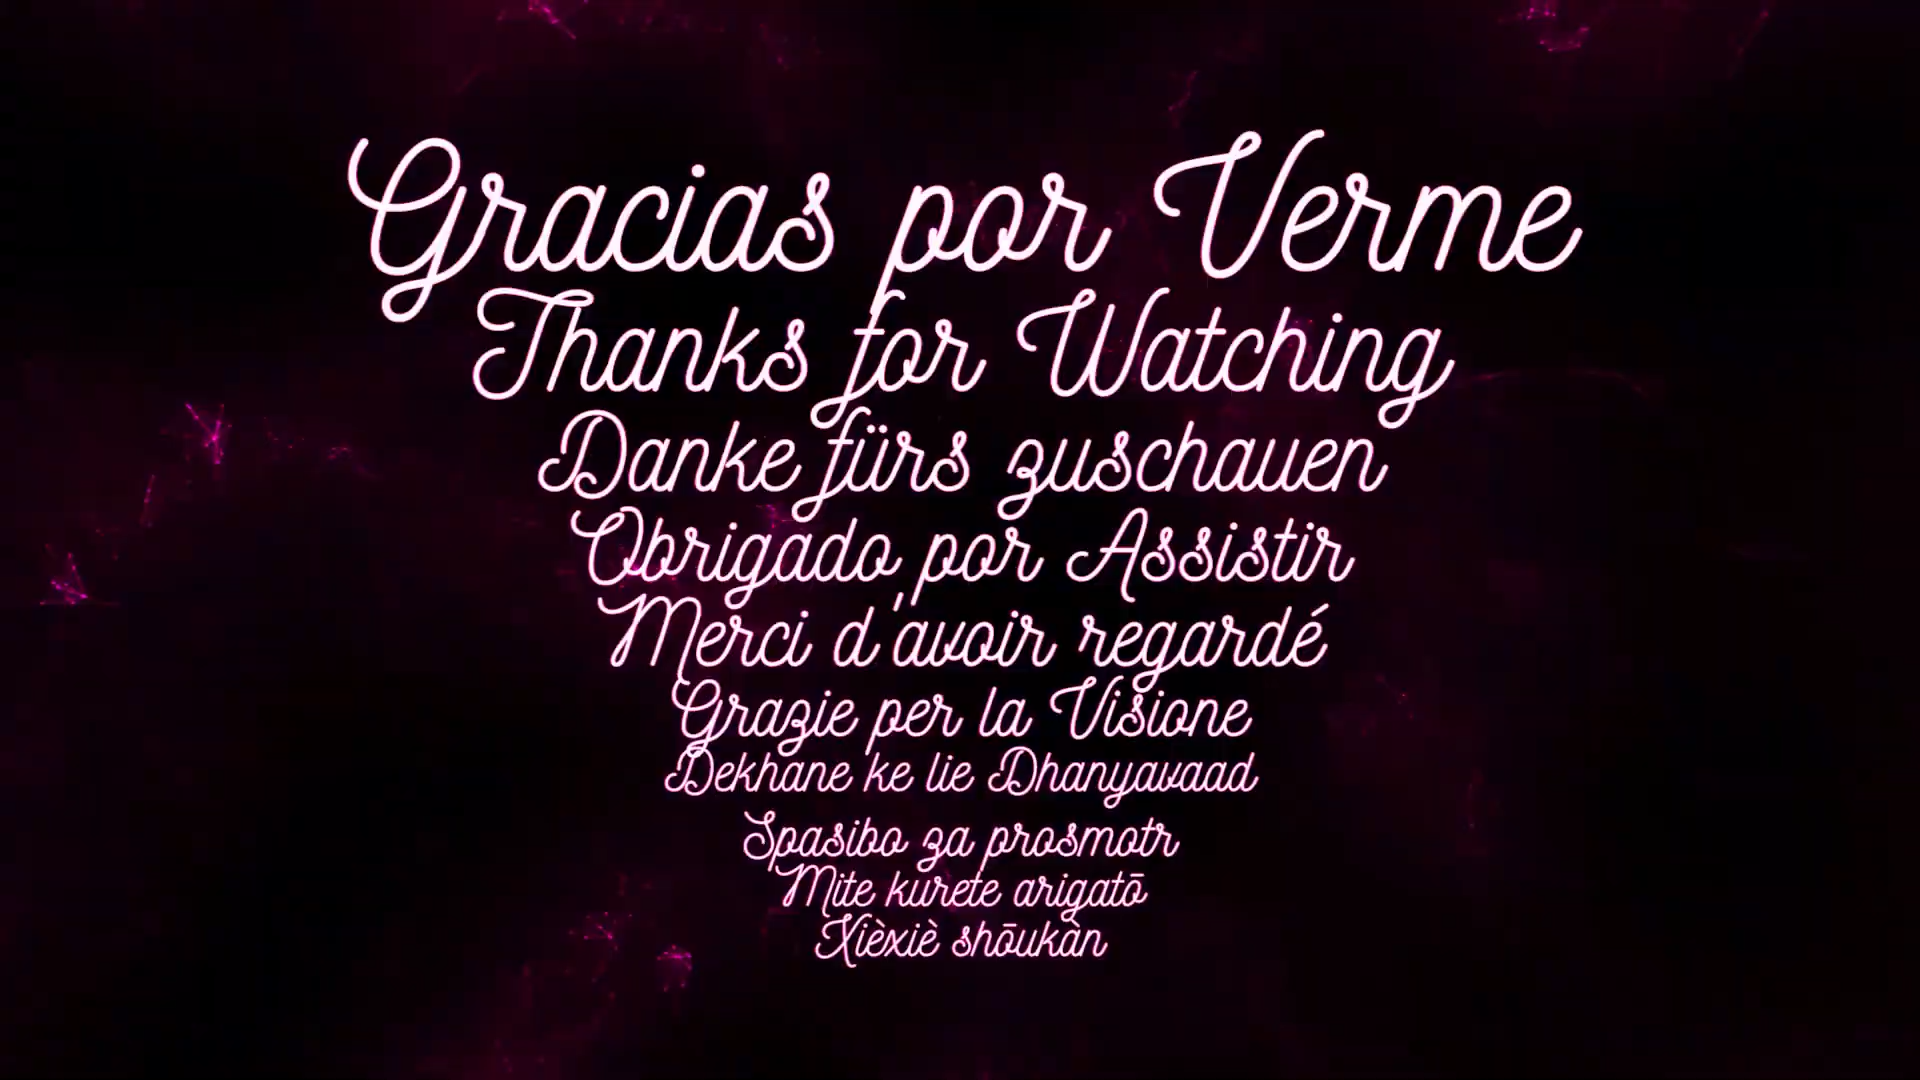 Gracias por Verme
Thanks for Watching
Danke fürs zuschauen
Obrigado por Assistir
Merci d'avoir regardé
Grazie per la Visione
Dekhane ke lie Dhanyavaad
Spasibo za prosmotr
Mite kurete arigatō
Xièxiè shōukàn